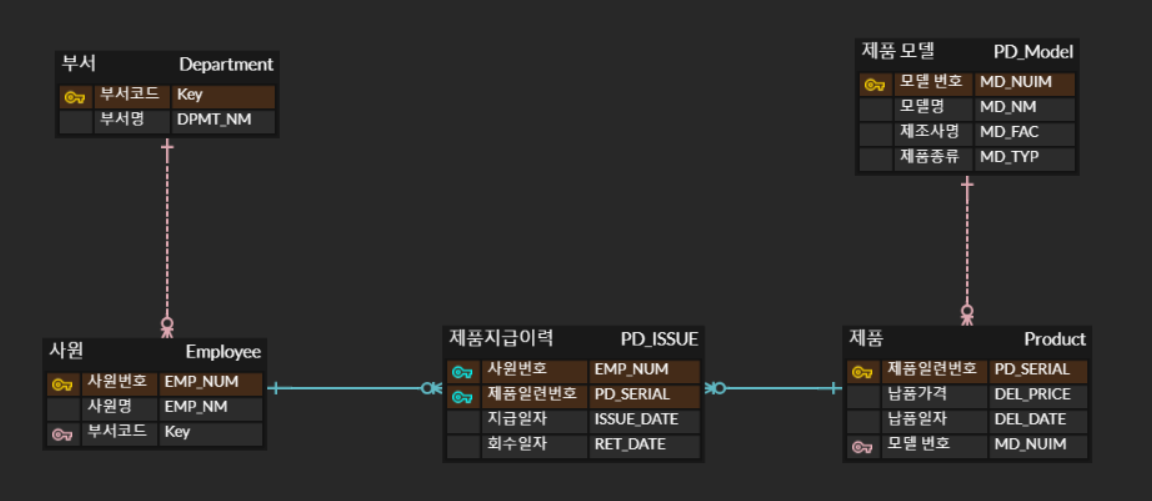 부서 Department
부서코드 Key
부서명 DPMT_NM
제품 모델 PD_Model
모델 번호 MD_NUIM
모델명 MD_NM
제조사명 MD_FAC
제품종류 MD_TYP
사원 Employee
사원번호 EMP_NUM
사원명 EMP_NM
부서코드 Key
제품지급이력 PD_ISSUE
사원번호 EMP_NUM
제품일련번호 PD_SERIAL
지급일자 ISSUE_DATE
회수일자 RET_DATE
제품 Product
제품일련번호 PD_SERIAL
납품가격 DEL_PRICE
납품일자 DEL_DATE
모델 번호 MD_NUIM